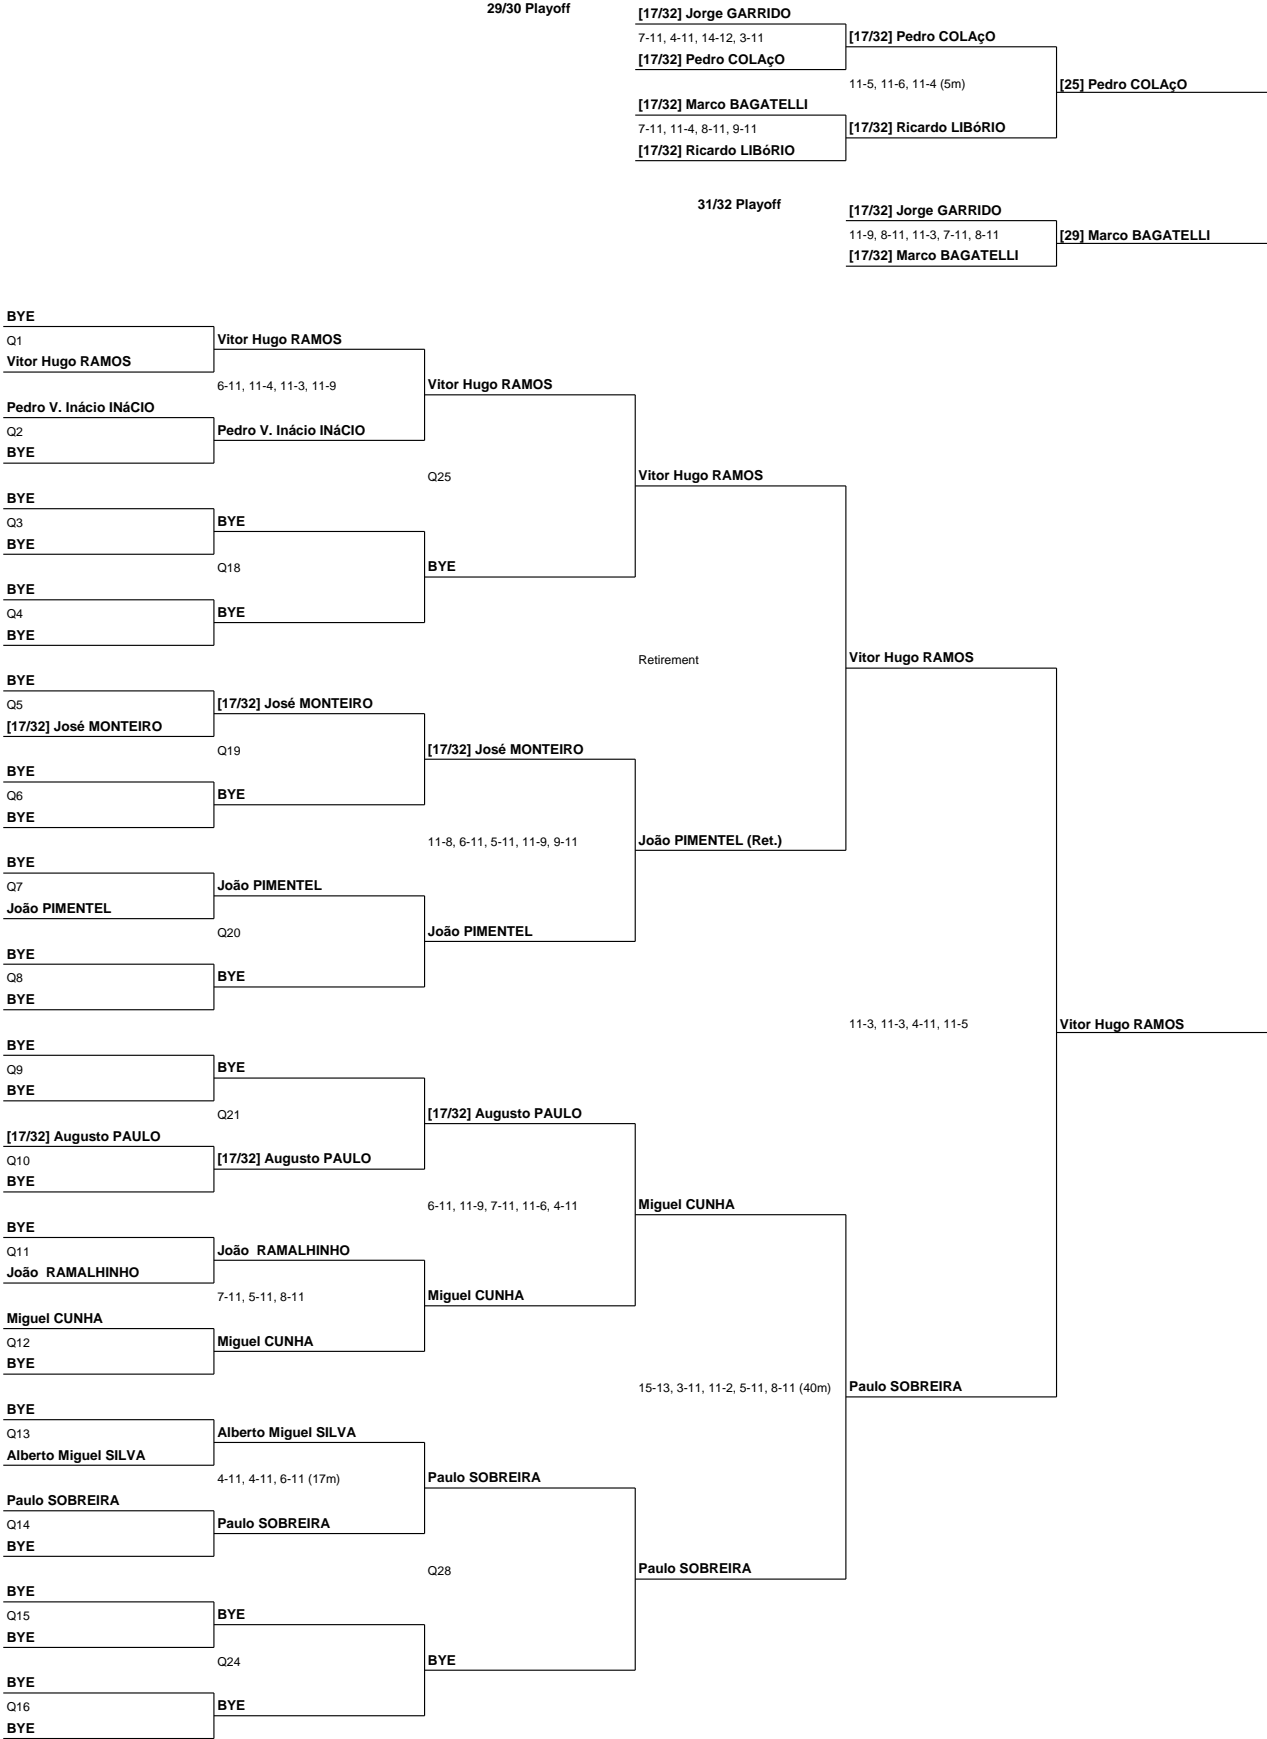 29/30 Playoff
[17/32] Jorge GARRIDO
7-11, 4-11, 14-12, 3-11
[17/32] Pedro COLAçO
[17/32] Pedro COLAçO
11-5, 11-6, 11-4 (5m)
[25] Pedro COLAçO
[17/32] Marco BAGATELLI
7-11, 11-4, 8-11, 9-11
[17/32] Ricardo LIBóRIO
[17/32] Ricardo LIBóRIO
31/32 Playoff
[17/32] Jorge GARRIDO
11-9, 8-11, 11-3, 7-11, 8-11
[29] Marco BAGATELLI
[17/32] Marco BAGATELLI
BYE
Q1
Vitor Hugo RAMOS
Vitor Hugo RAMOS
6-11, 11-4, 11-3, 11-9
Vitor Hugo RAMOS
Pedro V. Inácio INáCIO
Q2
Pedro V. Inácio INáCIO
BYE
Q25
Vitor Hugo RAMOS
BYE
Q3
BYE
BYE
Q18
BYE
BYE
Q4
BYE
BYE
Retirement
Vitor Hugo RAMOS
BYE
Q5
[17/32] José MONTEIRO
[17/32] José MONTEIRO
Q19
[17/32] José MONTEIRO
BYE
Q6
BYE
BYE
11-8, 6-11, 5-11, 11-9, 9-11
João PIMENTEL (Ret.)
BYE
Q7
João PIMENTEL
João PIMENTEL
Q20
João PIMENTEL
BYE
Q8
BYE
BYE
11-3, 11-3, 4-11, 11-5
Vitor Hugo RAMOS
BYE
Q9
BYE
BYE
Q21
[17/32] Augusto PAULO
[17/32] Augusto PAULO
Q10
[17/32] Augusto PAULO
BYE
6-11, 11-9, 7-11, 11-6, 4-11
Miguel CUNHA
BYE
Q11
João  RAMALHINHO
João  RAMALHINHO
7-11, 5-11, 8-11
Miguel CUNHA
Miguel CUNHA
Q12
Miguel CUNHA
BYE
15-13, 3-11, 11-2, 5-11, 8-11 (40m)
Paulo SOBREIRA
BYE
Q13
Alberto Miguel SILVA
Alberto Miguel SILVA
4-11, 4-11, 6-11 (17m)
Paulo SOBREIRA
Paulo SOBREIRA
Q14
Paulo SOBREIRA
BYE
Q28
Paulo SOBREIRA
BYE
Q15
BYE
BYE
Q24
BYE
BYE
Q16
BYE
BYE